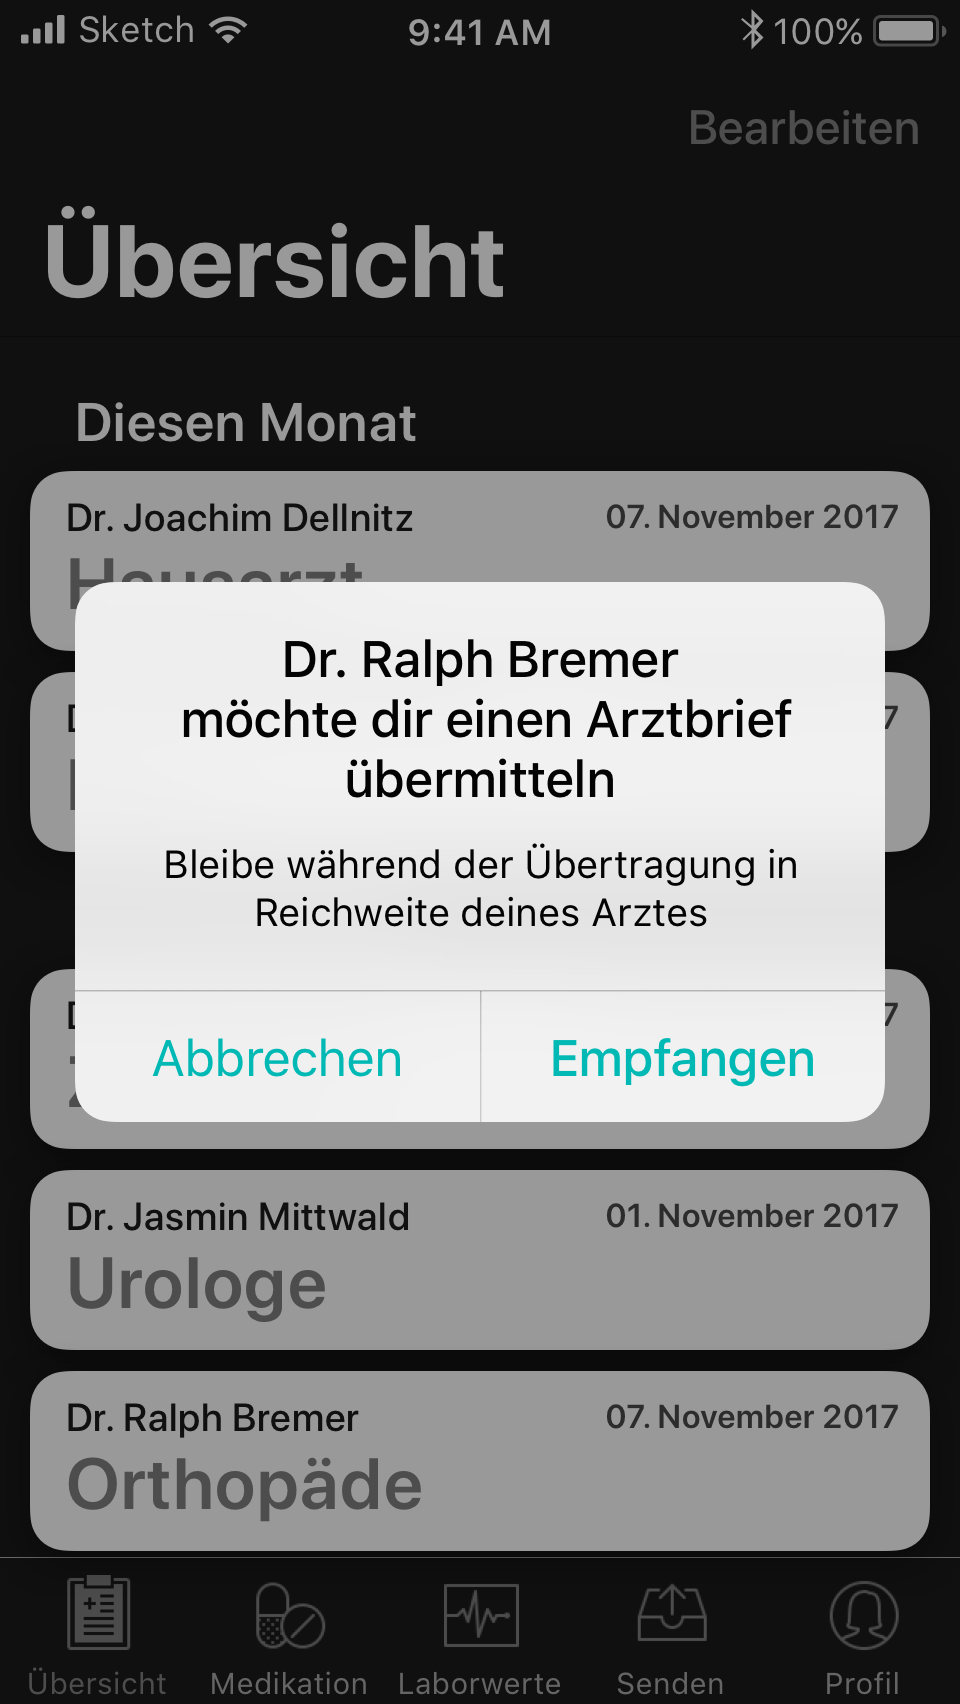 Sketch 9:41 AM 100%
Bearbeiten
Übersicht
Diesen Monat
Dr. Joachim Dellnitz 07. November 2017
Hausarzt
Dr. Ralph Bremer
möchte dir einen Arztbrief
übermitteln
Bleibe während der Übertragung in
Reichweite deines Arztes
Abbrechen Empfangen
Dr. Jasmin Mittwald 01. November 2017
Urologe
Dr. Ralph Bremer 07. November 2017
Orthopäde
Übersicht Medikation Laborwerte Senden Profil